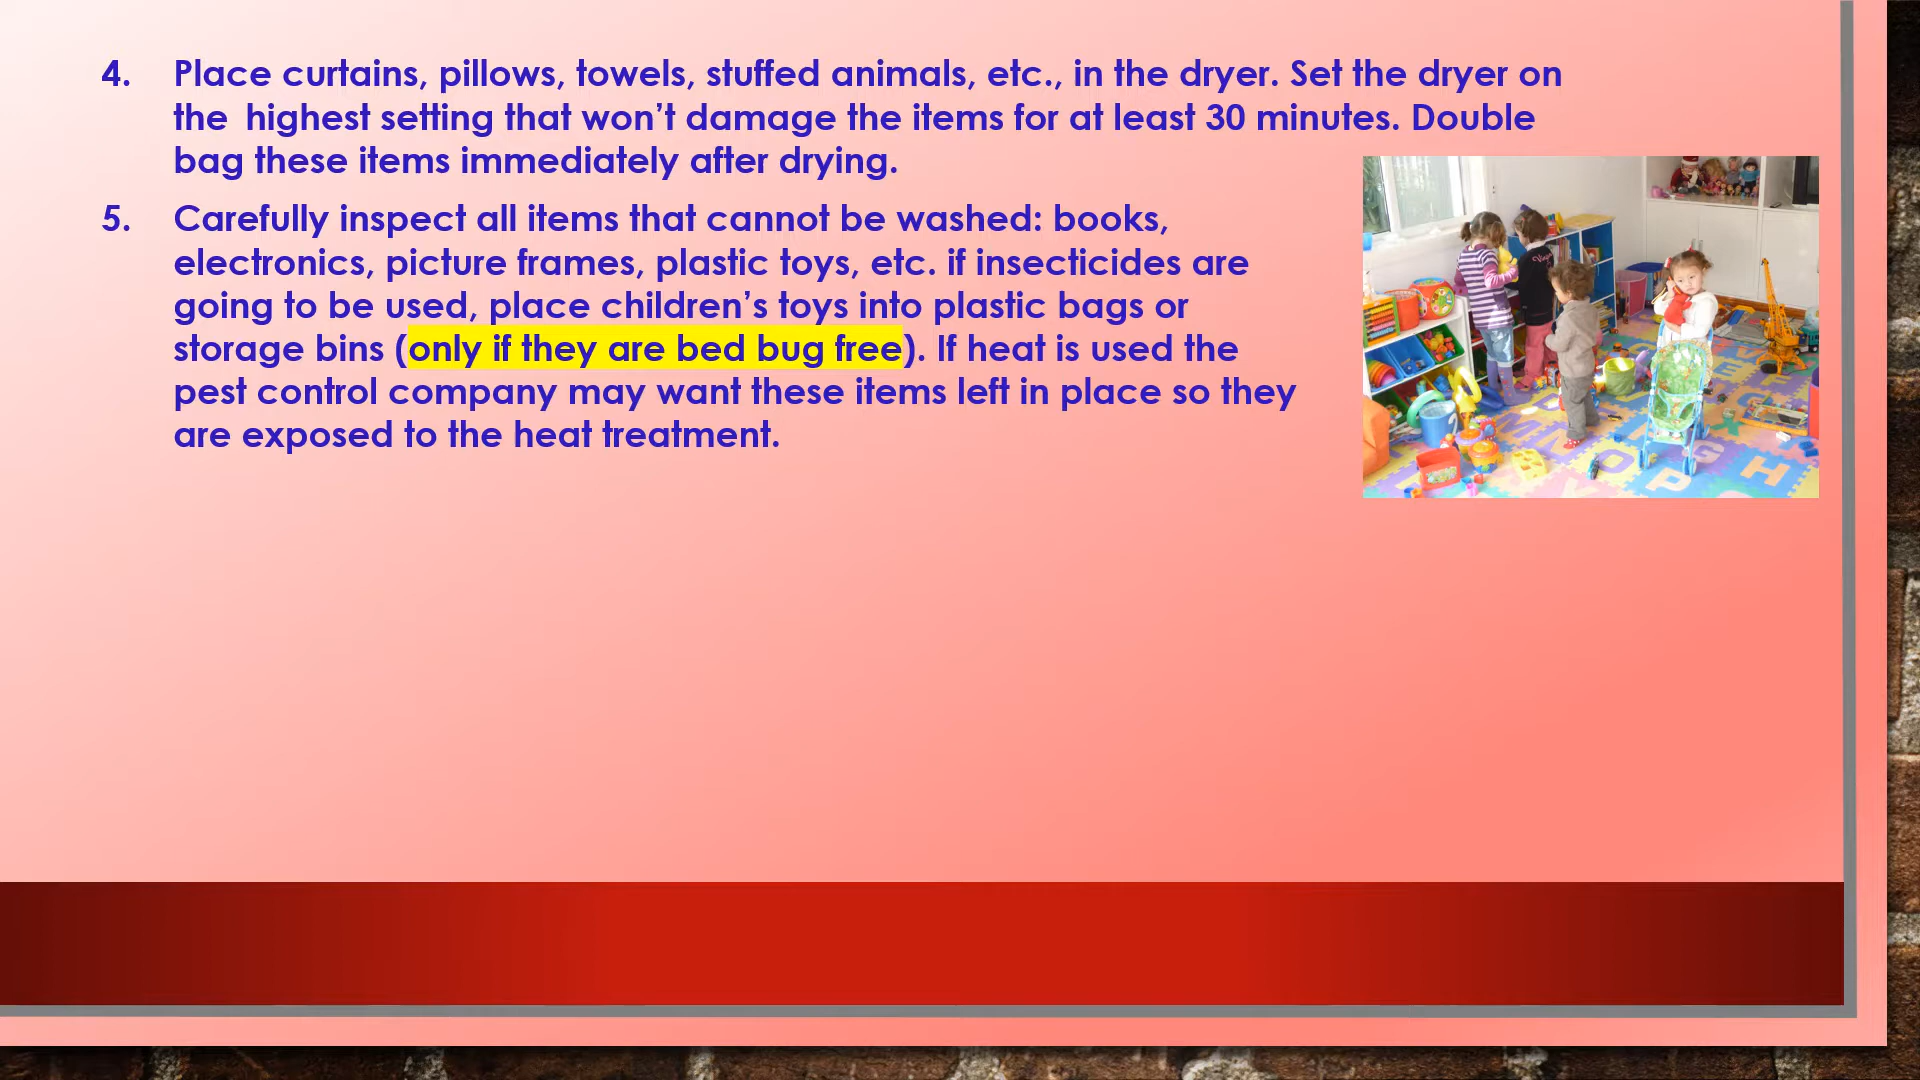 4. Place curtains, pillows, towels, stuffed animals, etc., in the dryer. Set the dryer on
the  highest setting that won’t damage the items for at least 30 minutes. Double
bag these items immediately after drying.
5. Carefully inspect all items that cannot be washed: books,
electronics, picture frames, plastic toys, etc. if insecticides are
going to be used, place children’s toys into plastic bags or
storage bins (only if they are bed bug free). If heat is used the
pest control company may want these items left in place so they
are exposed to the heat treatment.